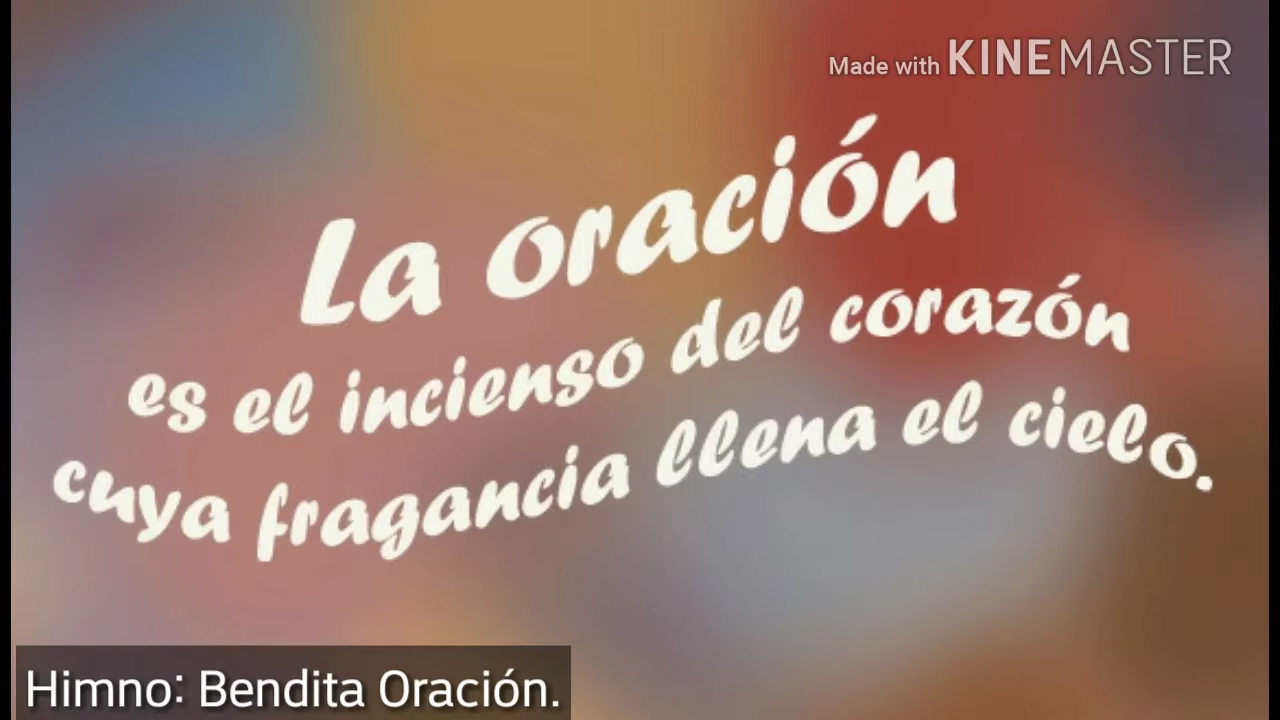 Made with KINEMASTER
La oración
es el incienso del corazón
cuya fragancia llena el cielo.
Himno: Bendita Oración.